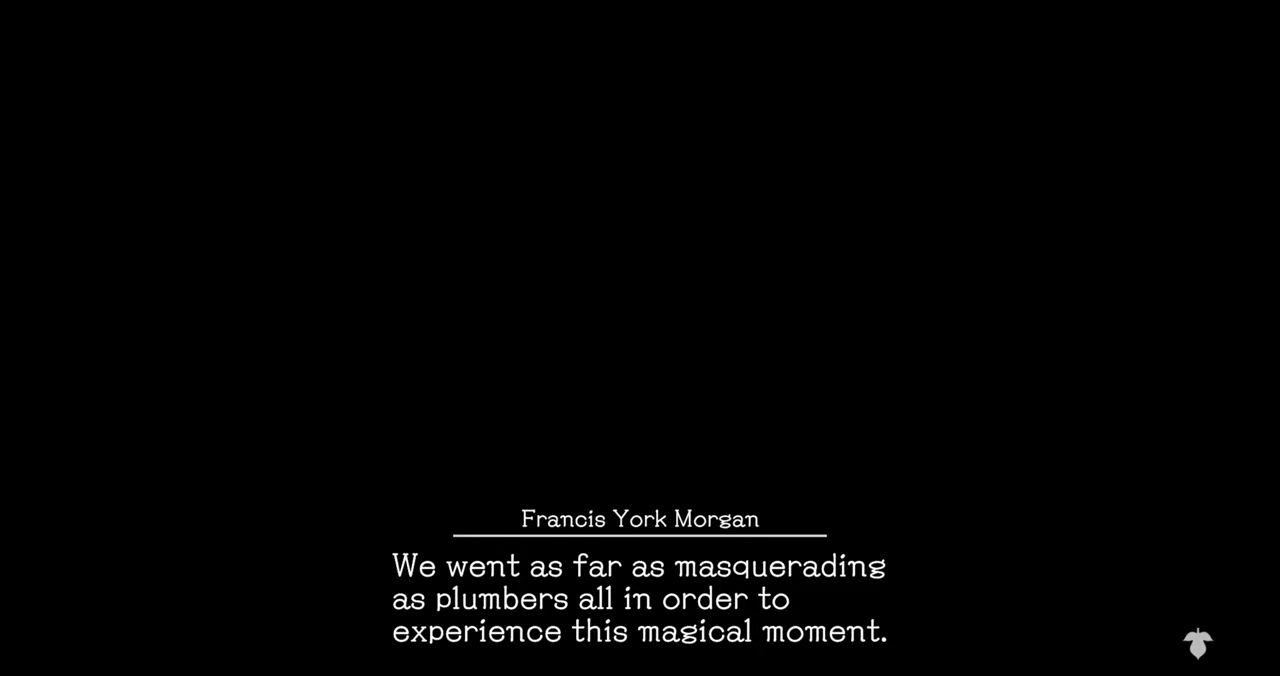 Francis York Morgan
We went as far as masquerading
as plumbers all in order to
experience this magical moment.